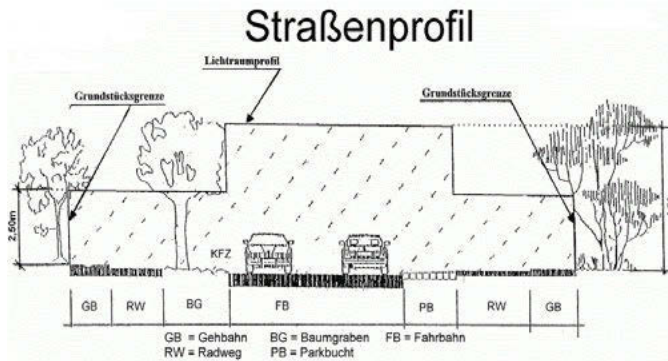 Straßenprofil
Lichtraumprofil
Grundstücksgrenze
Grundstücksgrenze
2,50m
KFZ
GB RW BG FB PB RW GB
GB = Gehbahn BG = Baumgraben FB = Fahrbahn
RW = Radweg PB = Parkbucht